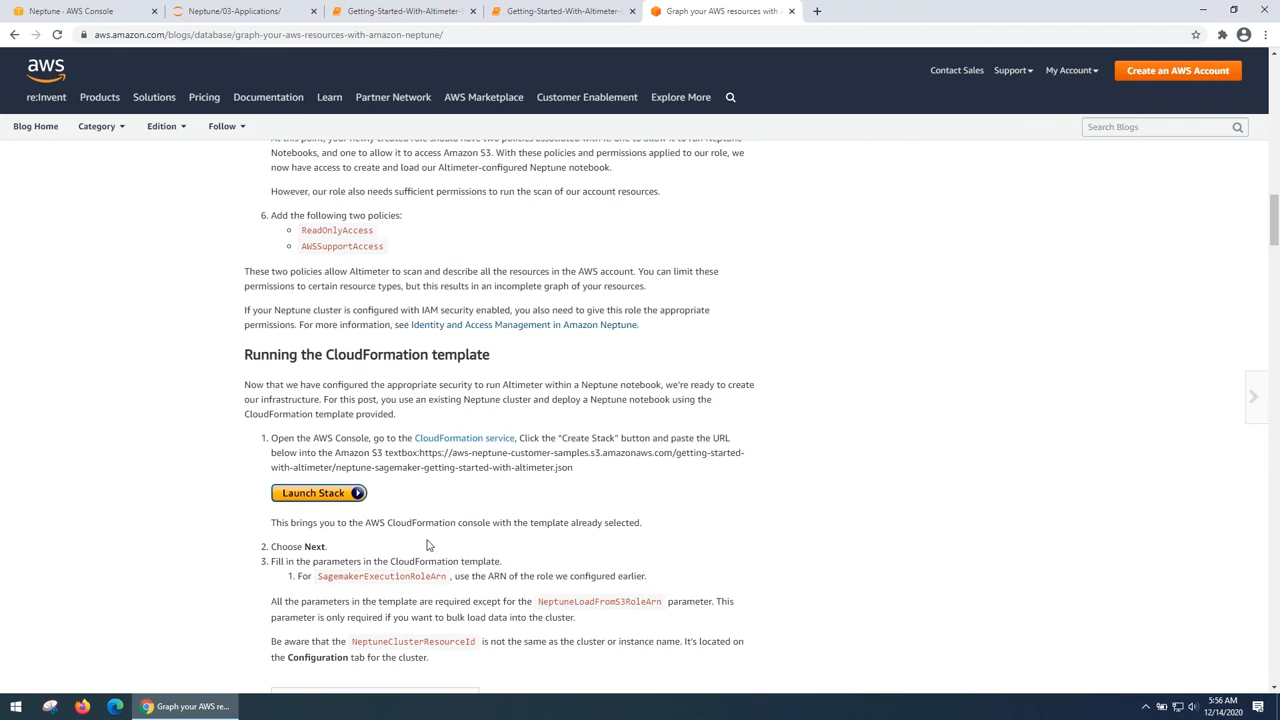 Neptune - AWS Console
Neptune/03-Applications/
Getting-Started-With-Altimeter-S
Getting-Started-With-Altimeter-C
Graph your AWS resources with A
aws.amazon.com/blogs/database/graph-your-aws-resources-with-amazon-neptune/
aws
Contact Sales
Support
My Account
Create an AWS Account
re:Invent
Products
Solutions
Pricing
Documentation
Learn
Partner Network
AWS Marketplace
Customer Enablement
Explore More
Blog Home
Category
Edition
Follow
Search Blogs
At this point, your newly created role should have two policies associated with it: one to allow it to run Neptune
Notebooks, and one to allow it to access Amazon S3. With these policies and permissions applied to our role, we
now have access to create and load our Altimeter-configured Neptune notebook.
However, our role also needs sufficient permissions to run the scan of our account resources.
6. Add the following two policies:
ReadOnlyAccess
AWSSupportAccess
These two policies allow Altimeter to scan and describe all the resources in the AWS account. You can limit these
permissions to certain resource types, but this results in an incomplete graph of your resources.
If your Neptune cluster is configured with IAM security enabled, you also need to give this role the appropriate
permissions. For more information, see Identity and Access Management in Amazon Neptune.
Running the CloudFormation template
Now that we have configured the appropriate security to run Altimeter within a Neptune notebook, we're ready to create
our infrastructure. For this post, you use an existing Neptune cluster and deploy a Neptune notebook using the
CloudFormation template provided.
1. Open the AWS Console, go to the CloudFormation service, Click the "Create Stack" button and paste the URL
below into the Amazon S3 textbox:https://aws-neptune-customer-samples.s3.amazonaws.com/getting-started-
with-altimeter/neptune-sagemaker-getting-started-with-altimeter.json
Launch Stack
This brings you to the AWS CloudFormation console with the template already selected.
2. Choose Next.
3. Fill in the parameters in the CloudFormation template.
1. For SagemakerExecutionRoleArn , use the ARN of the role we configured earlier.
All the parameters in the template are required except for the NeptuneLoadFromS3RoleArn parameter. This
parameter is only required if you want to bulk load data into the cluster.
Be aware that the NeptuneClusterResourceId is not the same as the cluster or instance name. It's located on
the Configuration tab for the cluster.
Graph your AWS re...
5:56 AM
12/14/2020